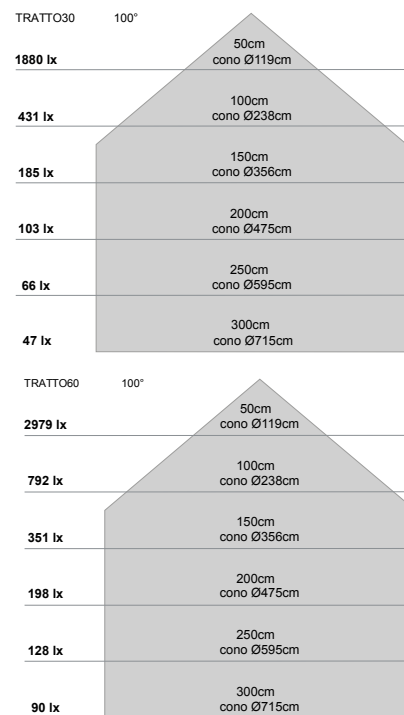 TRATTO30 100°
50cm
1880 lx cono Ø119cm
100cm
431 lx cono Ø238cm
150cm
185 lx cono Ø356cm
200cm
103 lx cono Ø475cm
250cm
66 lx cono Ø595cm
300cm
47 lx cono Ø715cm
TRATTO60 100°
50cm
2979 lx cono Ø119cm
100cm
792 lx cono Ø238cm
150cm
351 lx cono Ø356cm
200cm
198 lx cono Ø475cm
250cm
128 lx cono Ø595cm
300cm
90 lx cono Ø715cm